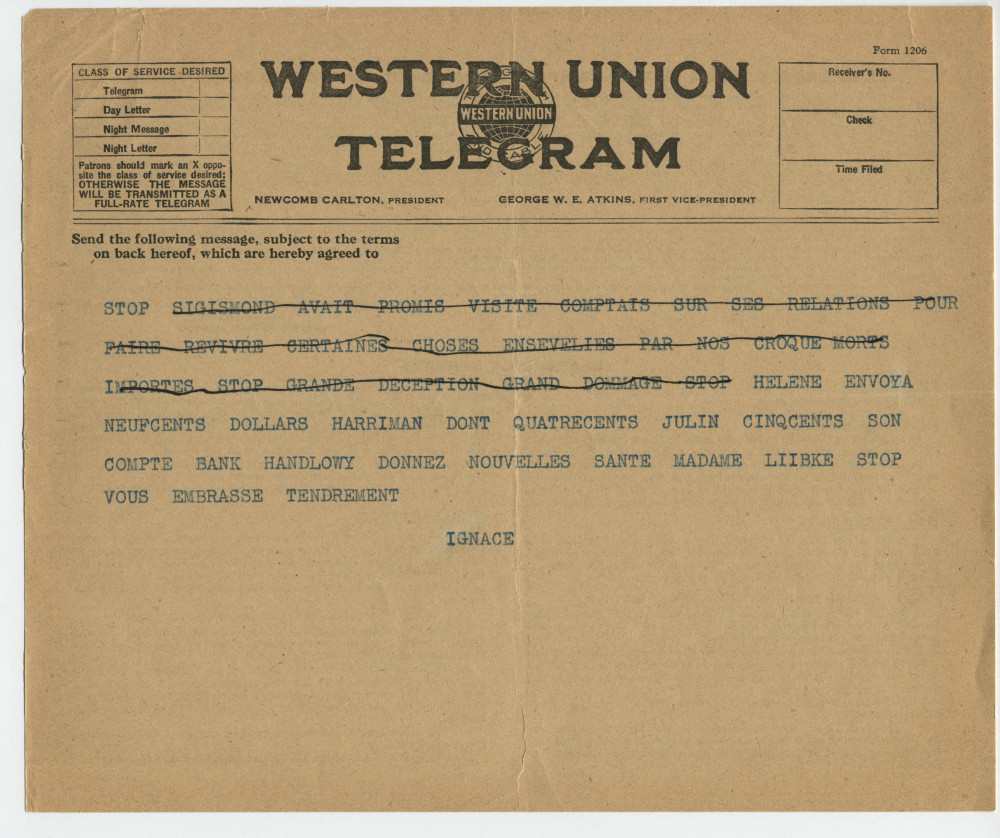 Form 1206
CLASS OF SERVICE DESIRED
Telegram
Day Letter
Night Message
Night Letter
Patrons should mark an X oppo-
site the class of service desired;
OTHERWISE THE MESSAGE
WILL BE TRANSMITTED AS A
FULL-RATE TELEGRAM
WESTERN UNION
WESTERN UNION
TELEGRAM
NEWCOMB CARLTON, PRESIDENT
GEORGE W. E. ATKINS, FIRST VICE-PRESIDENT
Receiver's No.
Check
Time Filed
Send the following message, subject to the terms
on back hereof, which are hereby agreed to
STOP SIGISMOND AVAIT PROMIS VISITE COMPTAIS SUR SES RELATIONS POUR
FAIRE REVIVRE CERTAINES CHOSES ENSEVELIES PAR NOS CROQUE MORTS
IMPORTES STOP GRANDE DECEPTION GRAND DOMMAGE STOP HELENE ENVOYA
NEUFCENTS DOLLARS HARRIMAN DONT QUATRECENTS JULIN CINQCENTS SON
COMPTE BANK HANDLOWY DONNEZ NOUVELLES SANTE MADAME LIIBKE STOP
VOUS EMBRASSE TENDREMENT
IGNACE